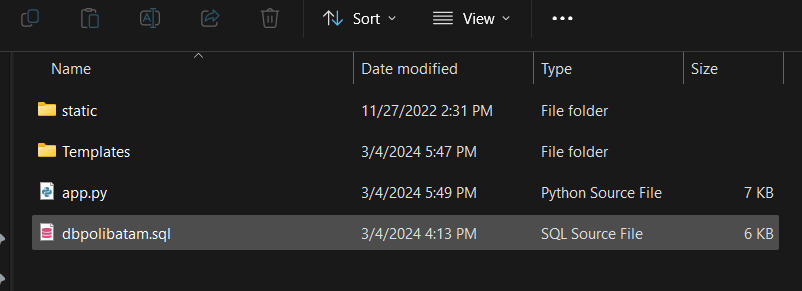 Sort View •••
Name Date modified Type Size
static 11/27/2022 2:31 PM File folder
Templates 3/4/2024 5:47 PM File folder
app.py 3/4/2024 5:49 PM Python Source File 7 KB
dbpolibatam.sql 3/4/2024 4:13 PM SQL Source File 6 KB